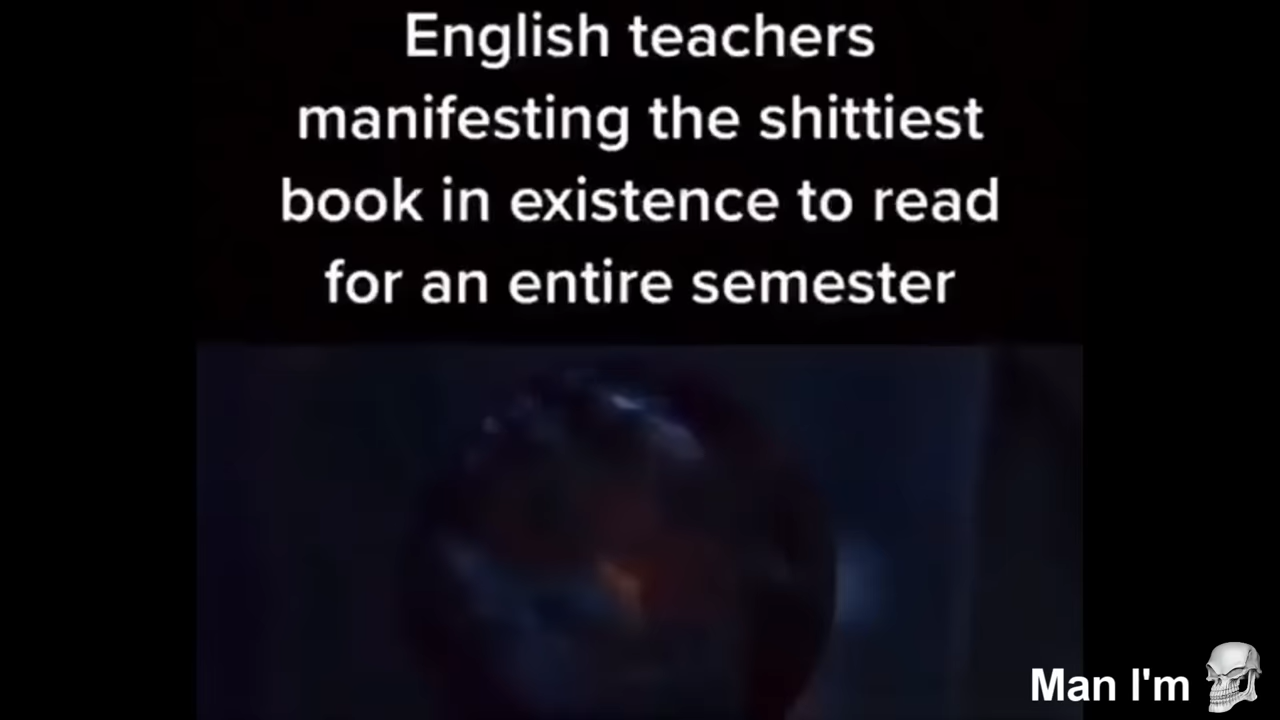 English teachers
manifesting the shittiest
book in existence to read
for an entire semester
Man I'm